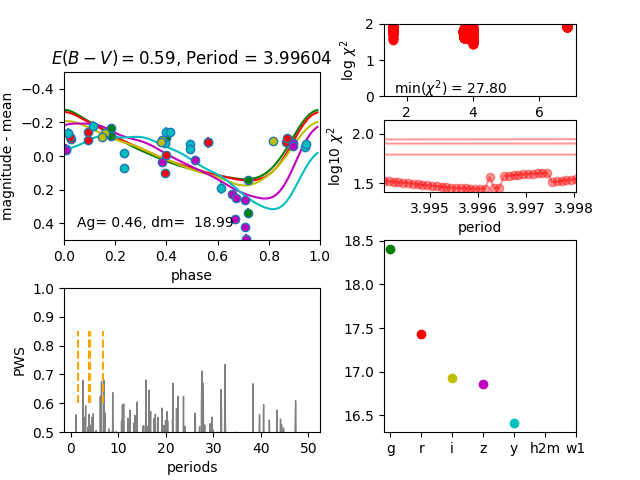 E(B − V) = 0.59, Period = 3.99604
magnitude - mean
−0.4
−0.2
0.0
0.2
0.4
Ag= 0.46, dm= 18.99
0.0 0.2 0.4 0.6 0.8 1.0
phase
log χ²
2
1
0
min(χ²) = 27.80
2 4 6
log10 χ²
2.0
1.5
3.995 3.996 3.997 3.998
period
PWS
1.0
0.9
0.8
0.7
0.6
0.5
0 10 20 30 40 50
periods
18.5
18.0
17.5
17.0
16.5
g r i z y h2m w1